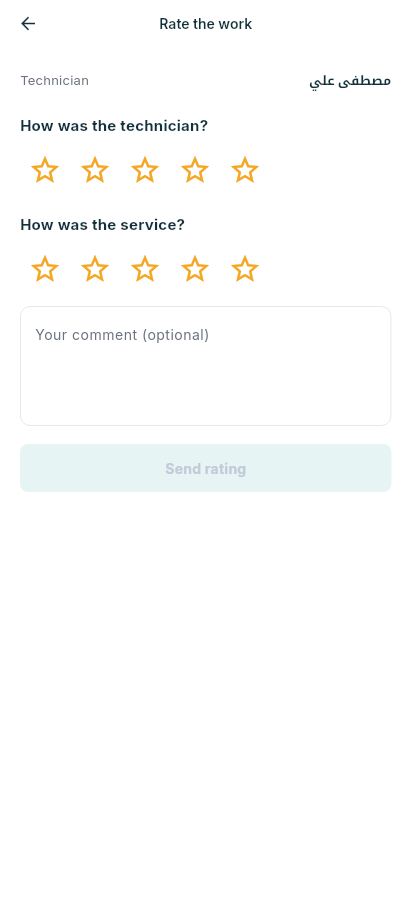 Rate the work
Technician مصطفى علي
How was the technician?
How was the service?
Your comment (optional)
Send rating